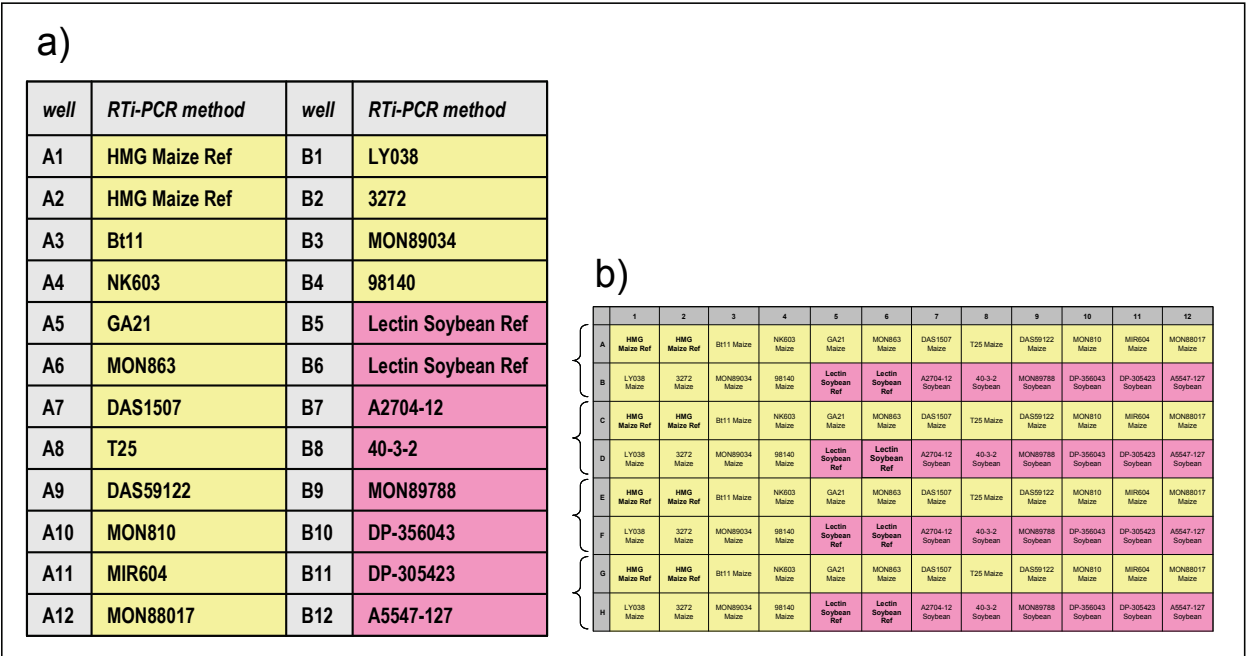 a)
well RTi-PCR method well RTi-PCR method
A1 HMG Maize Ref B1 LY038
A2 HMG Maize Ref B2 3272
A3 Bt11 B3 MON89034
A4 NK603 B4 98140
A5 GA21 B5 Lectin Soybean Ref
A6 MON863 B6 Lectin Soybean Ref
A7 DAS1507 B7 A2704-12
A8 T25 B8 40-3-2
A9 DAS59122 B9 MON89788
A10 MON810 B10 DP-356043
A11 MIR604 B11 DP-305423
A12 MON88017 B12 A5547-127
b)
1 2 3 4 5 6 7 8 9 10 11 12
A HMG Maize Ref HMG Maize Ref Bt11 Maize NK603 Maize GA21 Maize MON863 Maize DAS1507 Maize T25 Maize DAS59122 Maize MON810 Maize MIR604 Maize MON88017 Maize
B LY038 Maize 3272 Maize MON89034 Maize 98140 Maize Lectin Soybean Ref Lectin Soybean Ref A2704-12 Soybean 40-3-2 Soybean MON89788 Soybean DP-356043 Soybean DP-305423 Soybean A5547-127 Soybean
C HMG Maize Ref HMG Maize Ref Bt11 Maize NK603 Maize GA21 Maize MON863 Maize DAS1507 Maize T25 Maize DAS59122 Maize MON810 Maize MIR604 Maize MON88017 Maize
D LY038 Maize 3272 Maize MON89034 Maize 98140 Maize Lectin Soybean Ref Lectin Soybean Ref A2704-12 Soybean 40-3-2 Soybean MON89788 Soybean DP-356043 Soybean DP-305423 Soybean A5547-127 Soybean
E HMG Maize Ref HMG Maize Ref Bt11 Maize NK603 Maize GA21 Maize MON863 Maize DAS1507 Maize T25 Maize DAS59122 Maize MON810 Maize MIR604 Maize MON88017 Maize
F LY038 Maize 3272 Maize MON89034 Maize 98140 Maize Lectin Soybean Ref Lectin Soybean Ref A2704-12 Soybean 40-3-2 Soybean MON89788 Soybean DP-356043 Soybean DP-305423 Soybean A5547-127 Soybean
G HMG Maize Ref HMG Maize Ref Bt11 Maize NK603 Maize GA21 Maize MON863 Maize DAS1507 Maize T25 Maize DAS59122 Maize MON810 Maize MIR604 Maize MON88017 Maize
H LY038 Maize 3272 Maize MON89034 Maize 98140 Maize Lectin Soybean Ref Lectin Soybean Ref A2704-12 Soybean 40-3-2 Soybean MON89788 Soybean DP-356043 Soybean DP-305423 Soybean A5547-127 Soybean